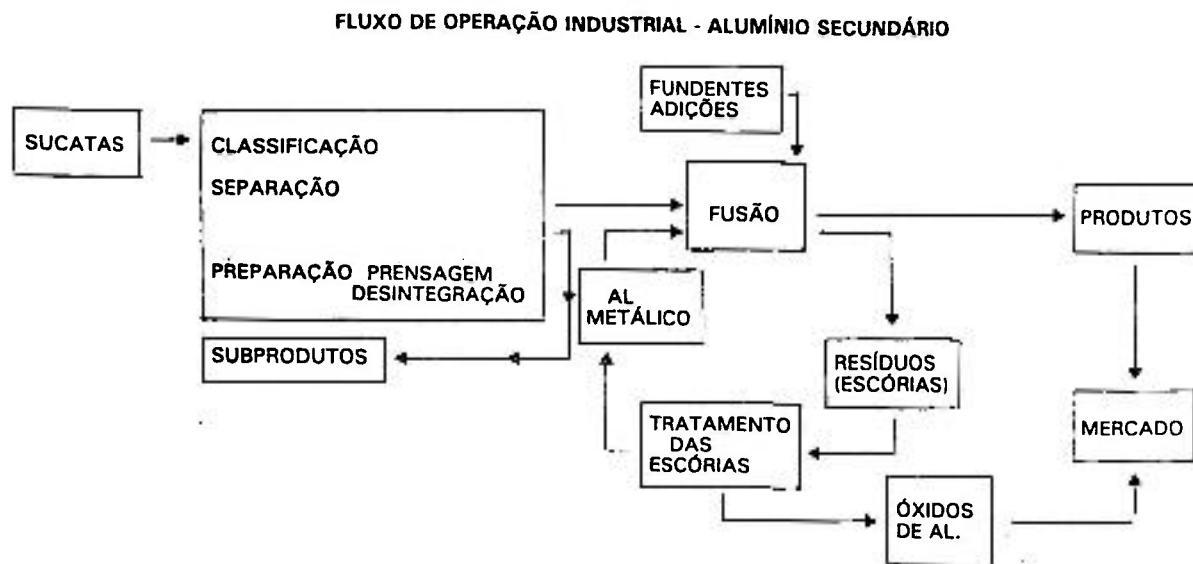 FLUXO DE OPERAÇÃO INDUSTRIAL - ALUMÍNIO SECUNDÁRIO
FUNDENTES
ADIÇÕES
SUCATAS
CLASSIFICAÇÃO
SEPARAÇÃO
PREPARAÇÃO PRENSAGEM
DESINTEGRAÇÃO
FUSÃO
PRODUTOS
AL
METÁLICO
SUBPRODUTOS
RESÍDUOS
(ESCÓRIAS)
TRATAMENTO
DAS
ESCÓRIAS
MERCADO
ÓXIDOS
DE AL.